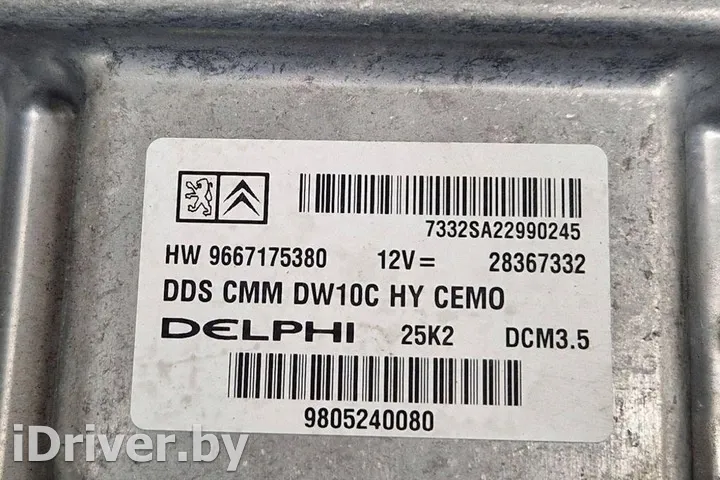 7332SA22990245
HW 9667175380 12V= 28367332
DDS CMM DW10C HY CEMO
DELPHI 25K2 DCM3.5
9805240080
iDriver.by